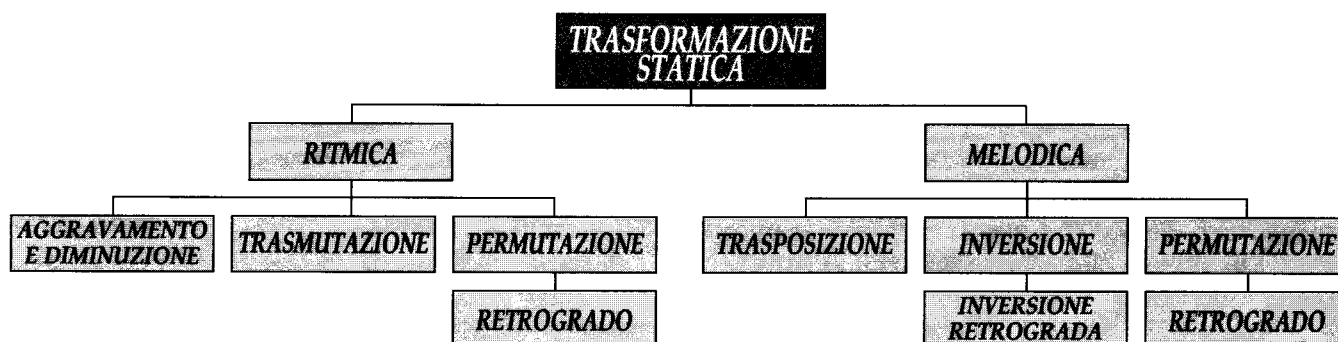 TRASFORMAZIONE
STATICA
RITMICA
MELODICA
AGGRAVAMENTO
E DIMINUZIONE
TRASMUTAZIONE
PERMUTAZIONE
TRASPOSIZIONE
INVERSIONE
PERMUTAZIONE
RETROGRADO
INVERSIONE
RETROGRADA
RETROGRADO